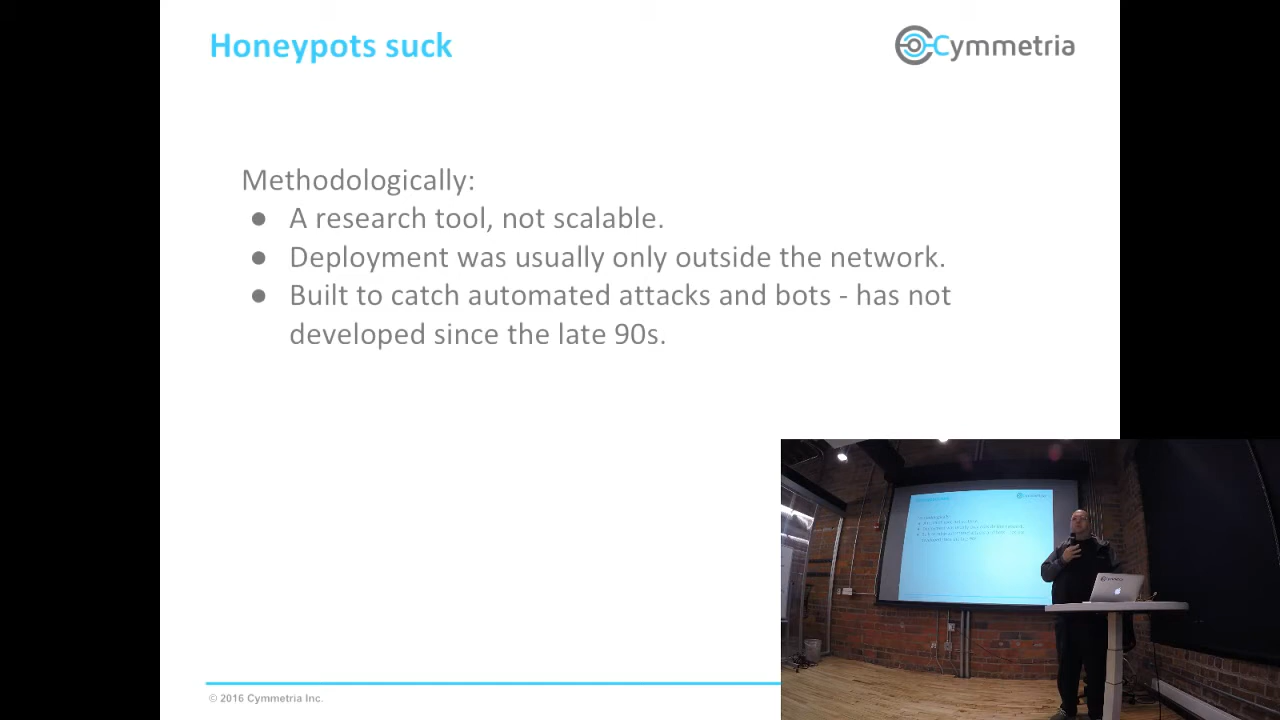 Honeypots suck
Cymmetria
Methodologically:
● A research tool, not scalable.
● Deployment was usually only outside the network.
● Built to catch automated attacks and bots - has not
developed since the late 90s.
© 2016 Cymmetria Inc.